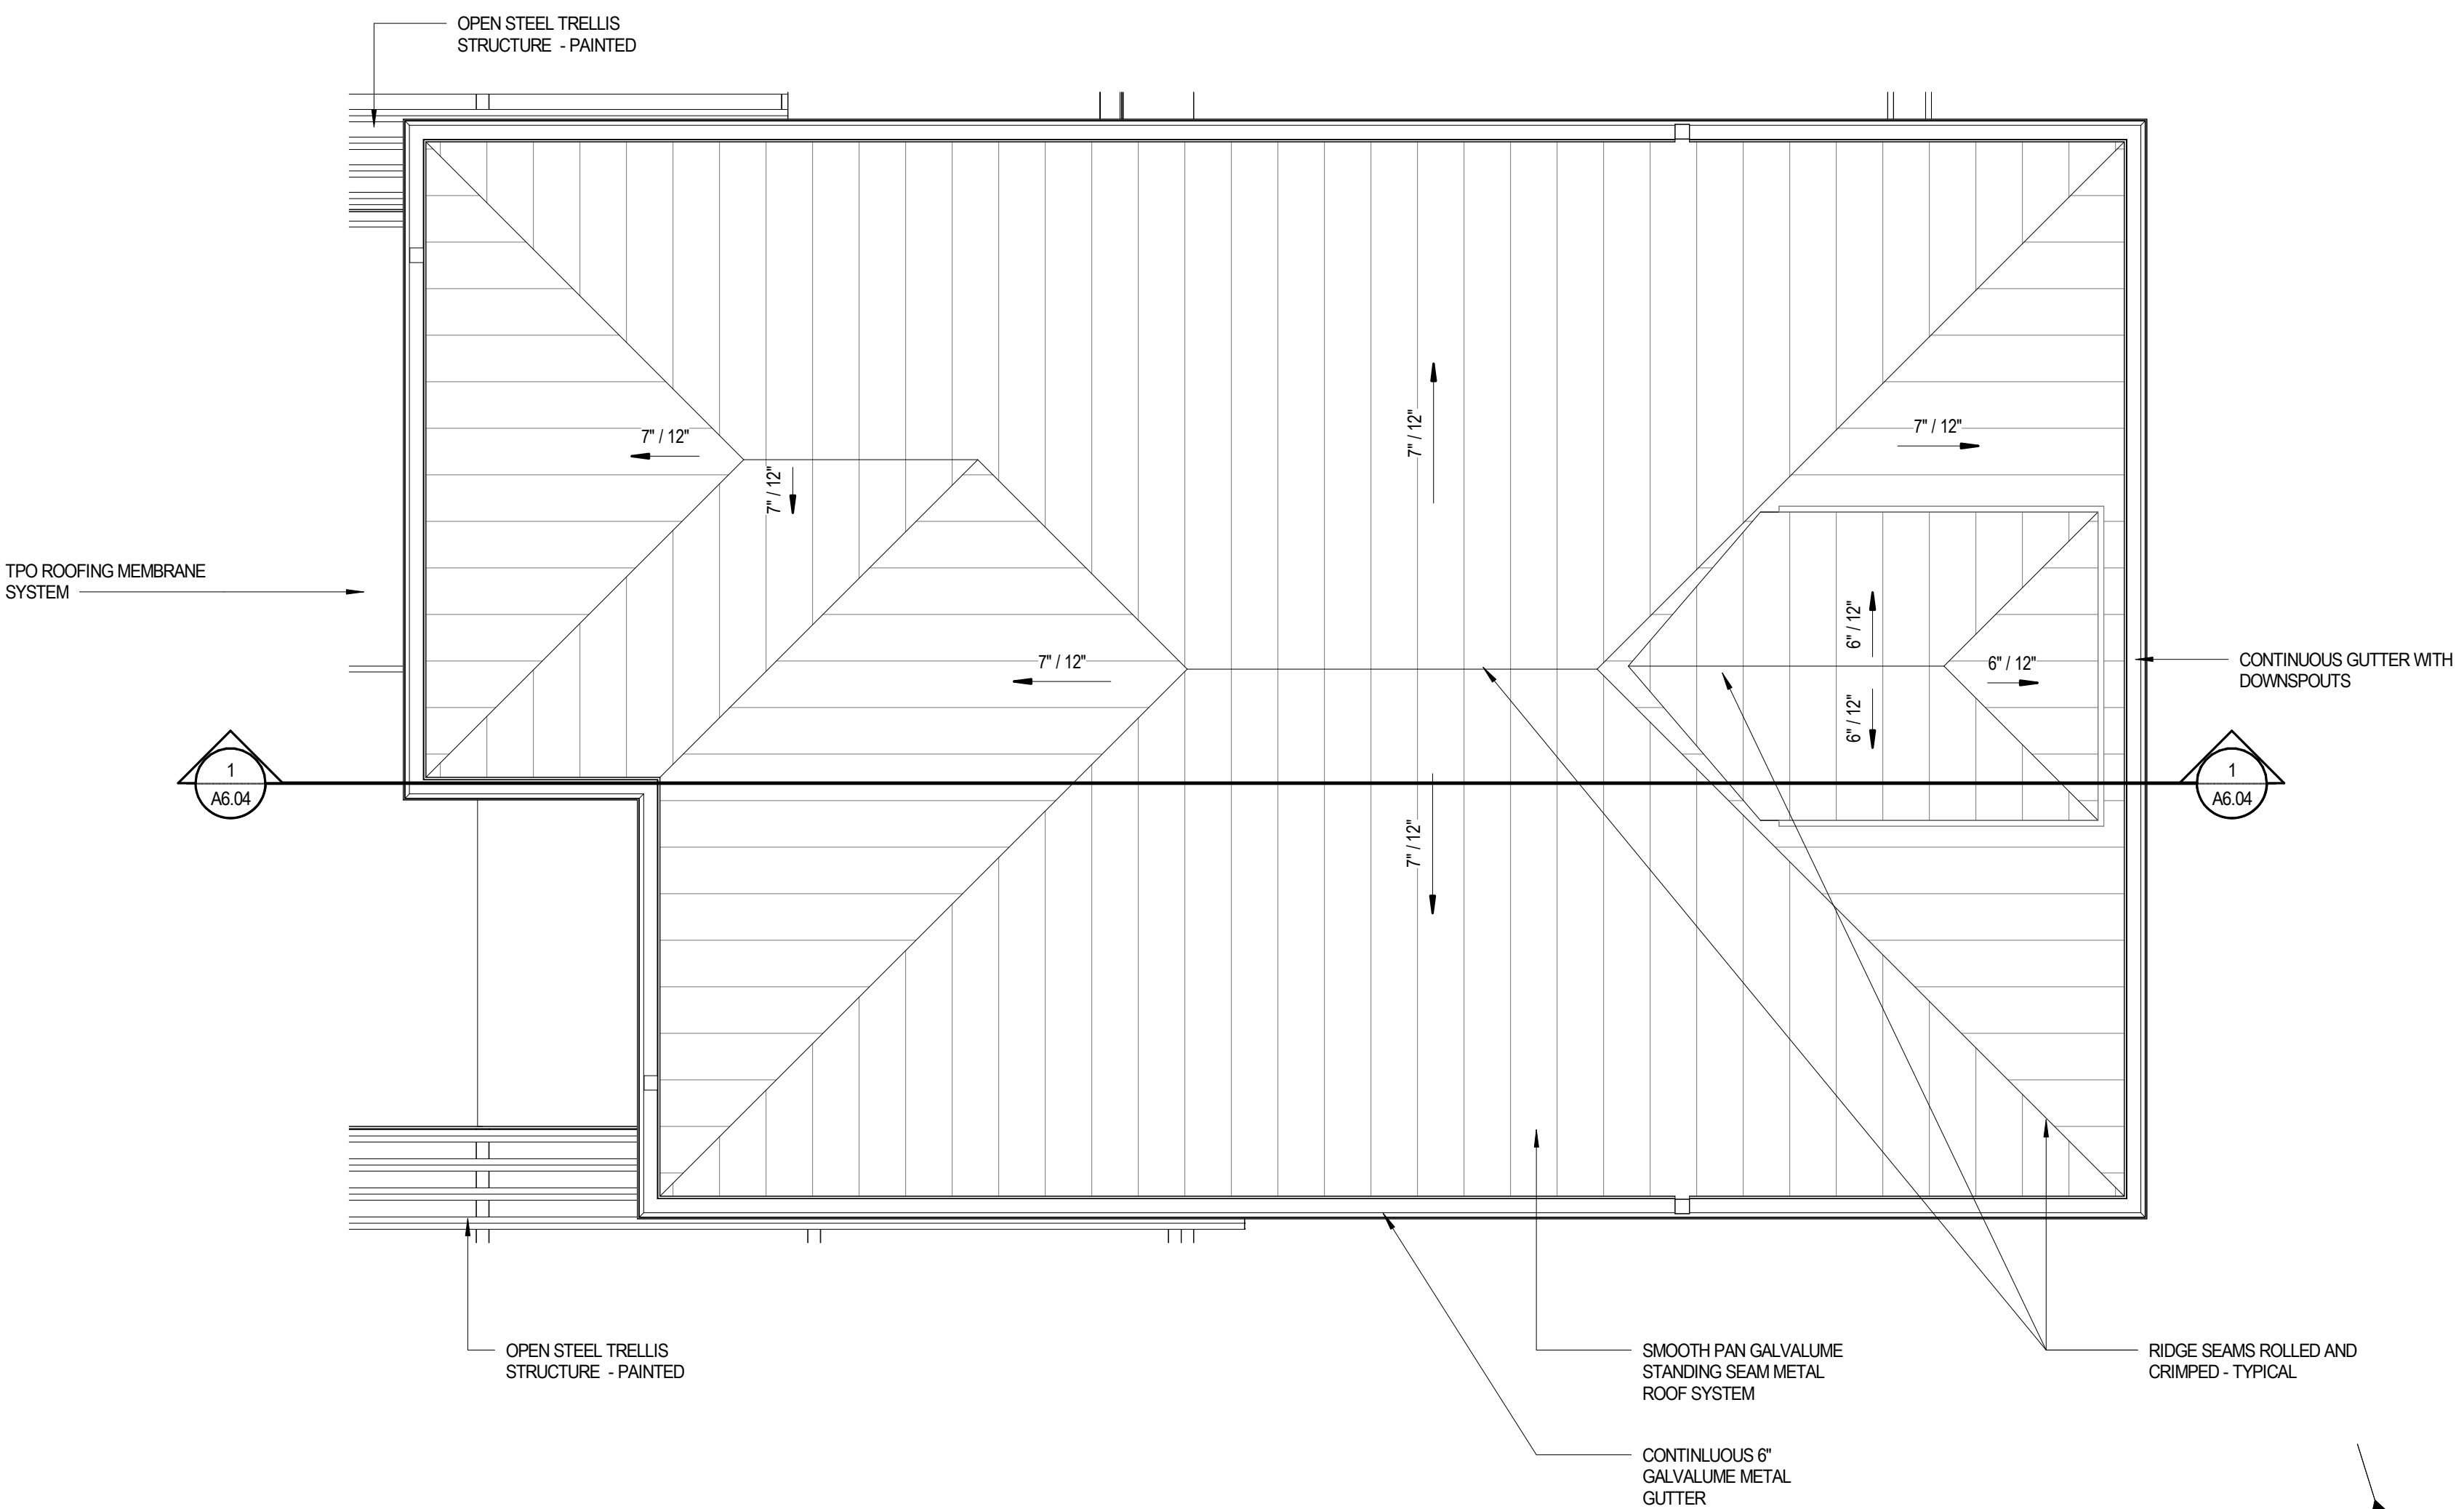 OPEN STEEL TRELLIS
STRUCTURE - PAINTED
7" / 12"
7" / 12"
7" / 12"
7" / 12"
TPO ROOFING MEMBRANE
SYSTEM
6" / 12"
7" / 12"
6" / 12"
CONTINUOUS GUTTER WITH
DOWNSPOUTS
6" / 12"
1
A6.04
1
A6.04
7" / 12"
OPEN STEEL TRELLIS
STRUCTURE - PAINTED
SMOOTH PAN GALVALUME
STANDING SEAM METAL
ROOF SYSTEM
RIDGE SEAMS ROLLED AND
CRIMPED - TYPICAL
CONTINLUOUS 6"
GALVALUME METAL
GUTTER